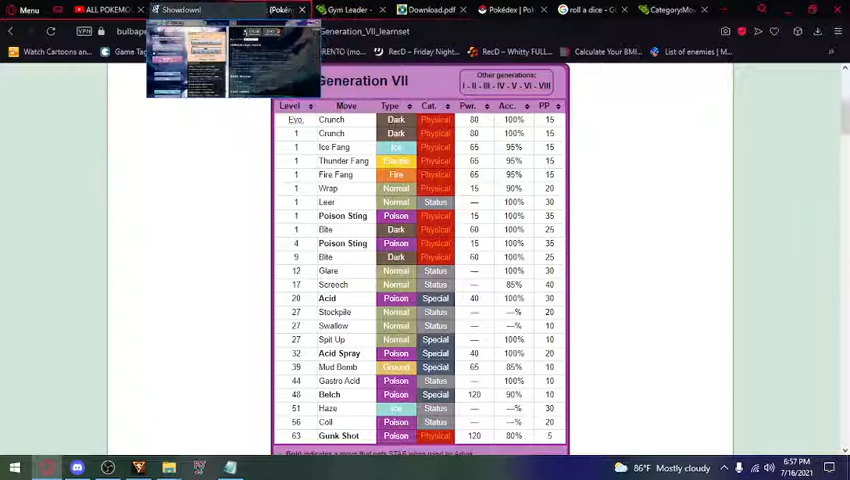 Menu
ALL POKEMO
Showdown!
(Poké
Gym Leader -
Download.pdf
Pokédex
roll a dice - G
Category:Mo
VPN
bulbap
Generation_VII_learnset
Watch Cartoons an...
Game
RENTO (mo...
RecD – Friday Night...
RecD - Whitty FULL...
Calculate Your BMI...
List of enemies |...
Generation VII
Other generations:
I - II - III - IV - V - VI - VIII
Level Move Type Cat. Pwr. Acc. PP
Evo. Crunch Dark Physical 80 100% 15
1 Crunch Dark Physical 80 100% 15
1 Ice Fang Ice Physical 65 95% 15
1 Thunder Fang Electric Physical 65 95% 15
1 Fire Fang Fire Physical 65 95% 15
1 Wrap Normal Physical 15 90% 20
1 Leer Normal Status — 100% 30
1 Poison Sting Poison Physical 15 100% 35
1 Bite Dark Physical 60 100% 25
4 Poison Sting Poison Physical 15 100% 35
9 Bite Dark Physical 60 100% 25
12 Glare Normal Status — 100% 30
17 Screech Normal Status — 85% 40
20 Acid Poison Special 40 100% 30
27 Stockpile Normal Status — —% 20
27 Swallow Normal Status — —% 10
27 Spit Up Normal Special — 100% 10
32 Acid Spray Poison Special 40 100% 20
39 Mud Bomb Ground Special 65 85% 10
44 Gastro Acid Poison Status — 100% 10
48 Belch Poison Special 120 90% 10
51 Haze Ice Status — —% 30
56 Coil Poison Status — —% 20
63 Gunk Shot Poison Physical 120 80% 5
86°F Mostly cloudy
6:57 PM
7/16/2021